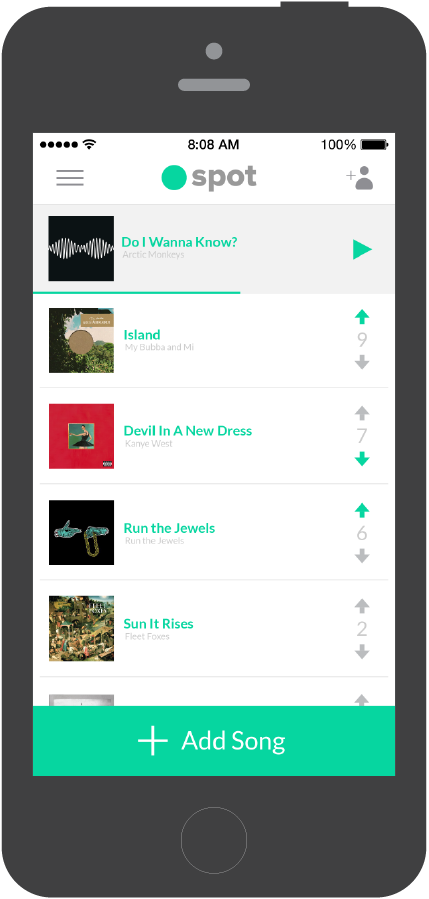 8:08 AM
100%
spot
Do I Wanna Know?
Arctic Monkeys
Island
My Bubba and Mi
9
Devil In A New Dress
Kanye West
7
Run the Jewels
Run the Jewels
6
Sun It Rises
Fleet Foxes
2
FLEET FOXES
+ Add Song